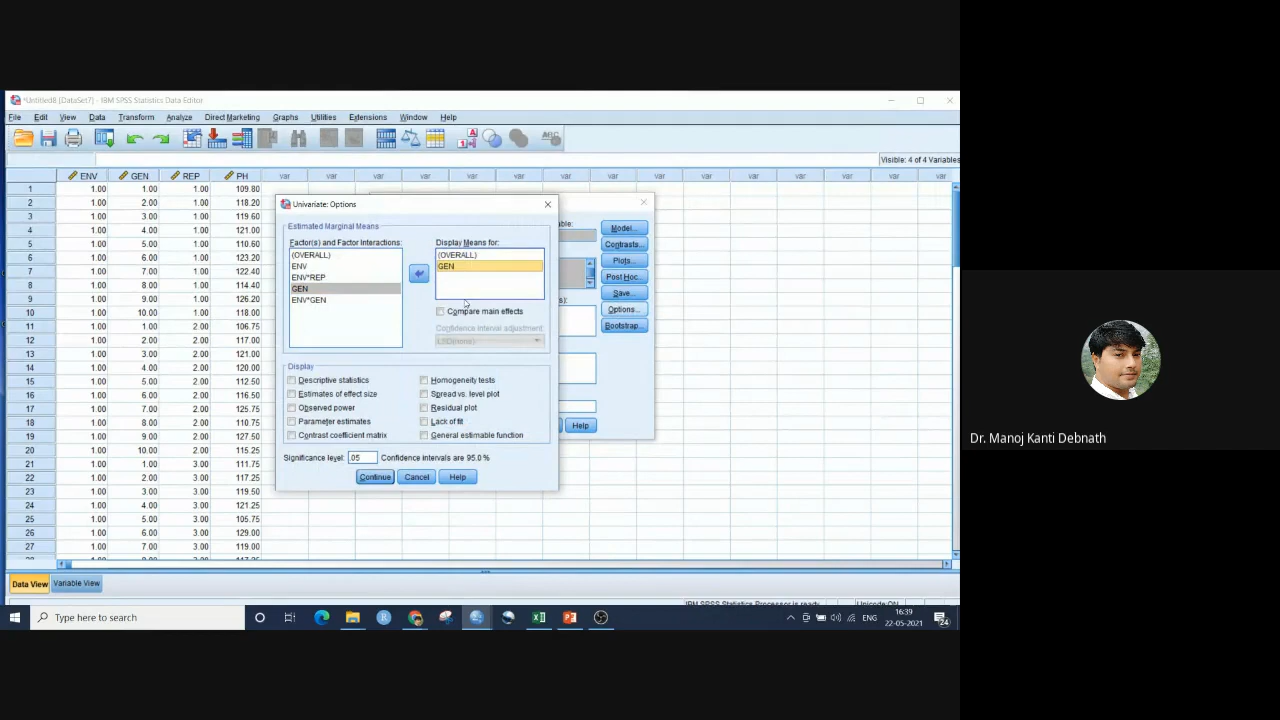 *Untitled8 [DataSet7] - IBM SPSS Statistics Data Editor
File Edit View Data Transform Analyze Direct Marketing Graphs Utilities Extensions Window Help
Visible: 4 of 4 Variables
ENV GEN REP PH var var var var var var var var var var var var var var var
1 1.00 1.00 1.00 109.80
2 1.00 2.00 1.00 118.20
3 1.00 3.00 1.00 119.60
4 1.00 4.00 1.00 121.00
5 1.00 5.00 1.00
6 1.00 6.00 1.00 123.20
7 1.00 7.00 1.00 122.40
8 1.00 8.00 1.00 114.40
9 1.00 9.00 1.00 126.20
10 1.00 10.00 1.00 118.00
11 1.00 1.00 2.00 106.75
12 1.00 2.00 2.00 117.00
13 1.00 3.00 2.00 121.00
14 1.00 4.00 2.00 120.00
15 1.00 5.00 2.00 112.50
16 1.00 6.00 2.00 116.50
17 1.00 7.00 2.00 125.75
18 1.00 8.00 2.00 110.75
19 1.00 9.00 2.00 127.50
20 1.00 10.00 2.00 115.25
21 1.00 1.00 3.00 111.75
22 1.00 2.00 3.00 117.25
23 1.00 3.00 3.00 119.50
24 1.00 4.00 3.00 121.25
25 1.00 5.00 3.00 105.75
26 1.00 6.00 3.00 129.00
27 1.00 7.00 3.00 119.00
Univariate: Options
Estimated Marginal Means
Factor(s) and Factor Interactions:
(OVERALL)
ENV
ENV*REP
GEN
ENV*GEN
Display Means for:
(OVERALL)
GEN
Compare main effects
Confidence interval adjustment:
LSD(none)
Display
Descriptive statistics Homogeneity tests
Estimates of effect size Spread vs. level plot
Observed power Residual plot
Parameter estimates Lack of fit
Contrast coefficient matrix General estimable function
Significance level: .05 Confidence intervals are 95.0 %
Continue Cancel Help
Model...
Contrasts...
Plots...
Post Hoc...
Save...
Options...
Bootstrap...
Help
Data View Variable View
IBM SPSS Statistics Processor is ready Unicode:ON
Type here to search
ENG
16:39
22-05-2021
24
Dr. Manoj Kanti Debnath